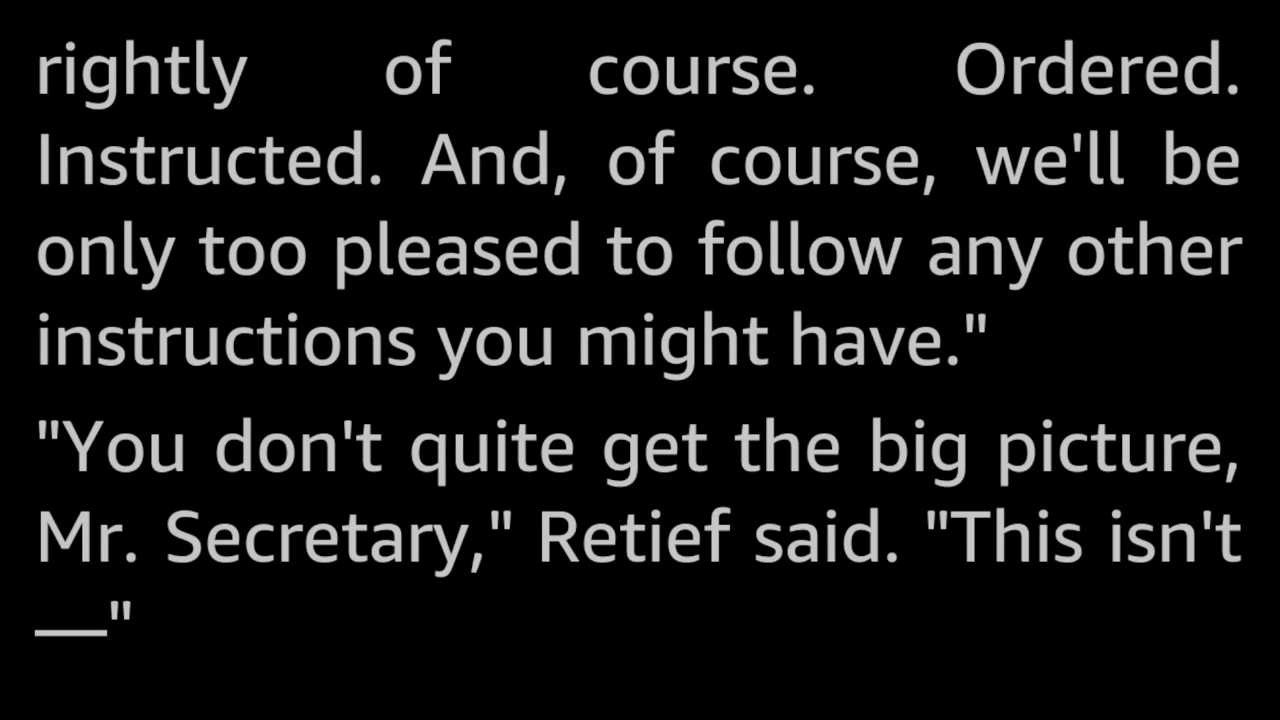 rightly of course. Ordered.
Instructed. And, of course, we'll be
only too pleased to follow any other
instructions you might have."
"You don't quite get the big picture,
Mr. Secretary," Retief said. "This isn't
—"